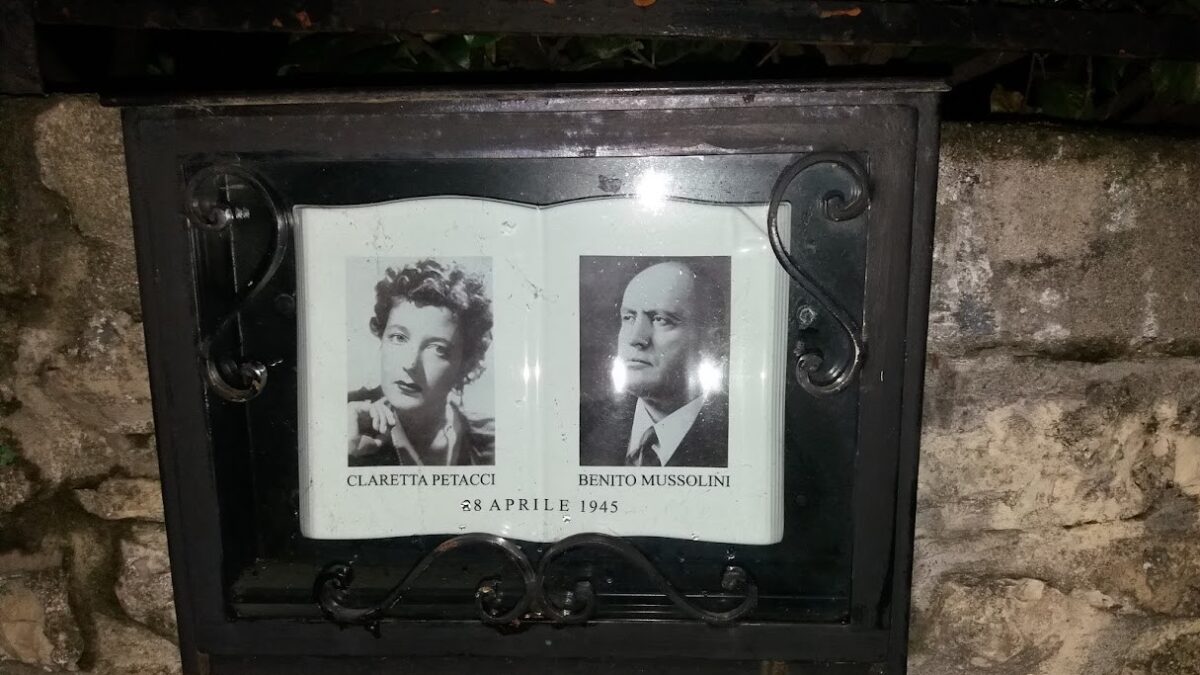 CLARETTA PETACCI
BENITO MUSSOLINI
28 APRILE 1945